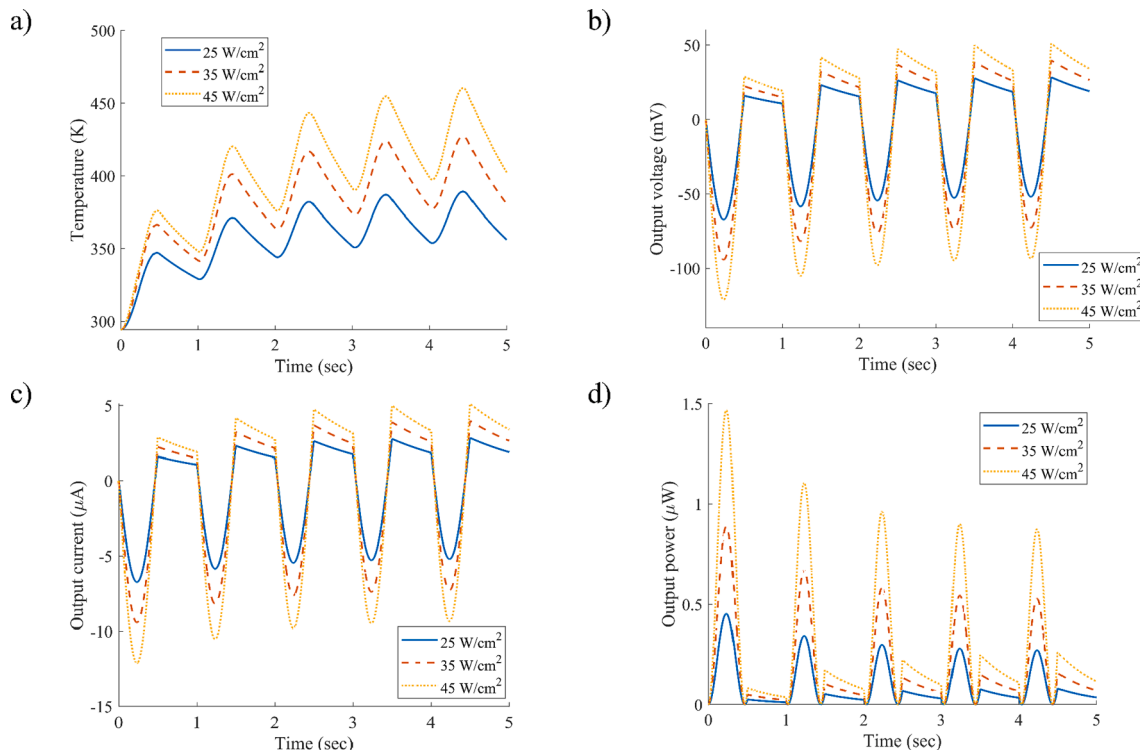 a)
500
450
400
350
300
Temperature (K)
25 W/cm²
35 W/cm²
45 W/cm²
0 1 2 3 4 5
Time (sec)
b)
50
0
-50
-100
Output voltage (mV)
25 W/cm²
35 W/cm²
45 W/cm²
0 1 2 3 4 5
Time (sec)
c)
5
0
-5
-10
-15
Output current (μA)
25 W/cm²
35 W/cm²
45 W/cm²
0 1 2 3 4 5
Time (sec)
d)
1.5
1
0.5
0
Output power (μW)
25 W/cm²
35 W/cm²
45 W/cm²
0 1 2 3 4 5
Time (sec)